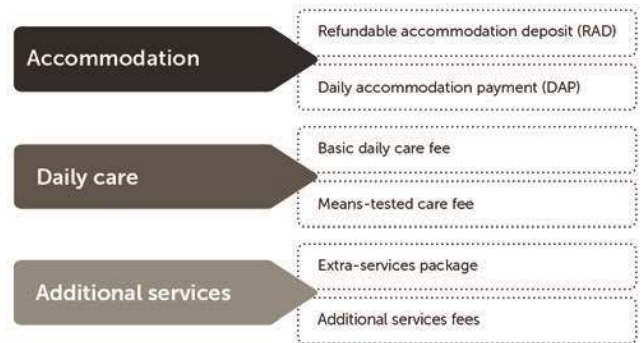 Accommodation
Refundable accommodation deposit (RAD)
Daily accommodation payment (DAP)
Daily care
Basic daily care fee
Means-tested care fee
Additional services
Extra-services package
Additional services fees